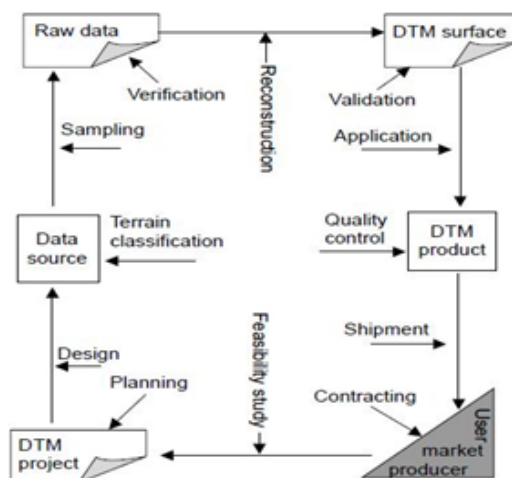 Raw data
DTM surface
Verification
Reconstruction
Validation
Sampling
Application
Data
source
Terrain
classification
Quality
control
DTM
product
Design
Planning
Feasibility study
Shipment
Contracting
DTM
project
User
market
producer